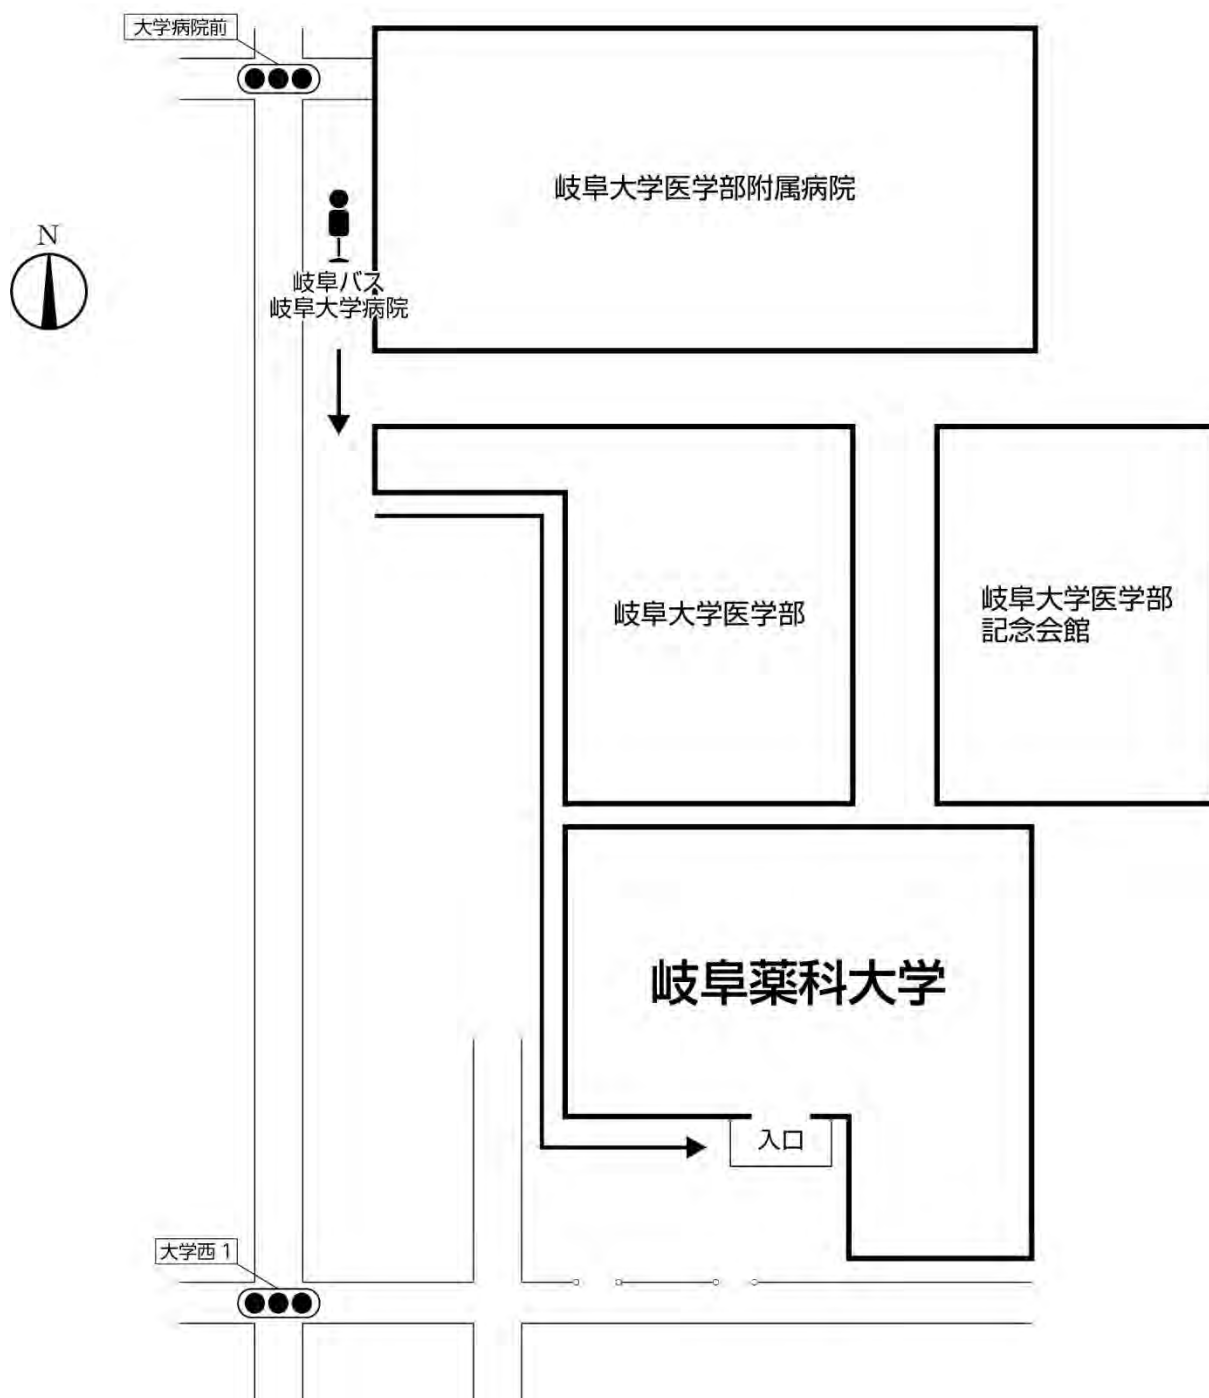 大学病院前
岐阜大学医学部附属病院
N
岐阜バス
岐阜大学病院
岐阜大学医学部
岐阜大学医学部
記念会館
岐阜薬科大学
入口
大学西 1